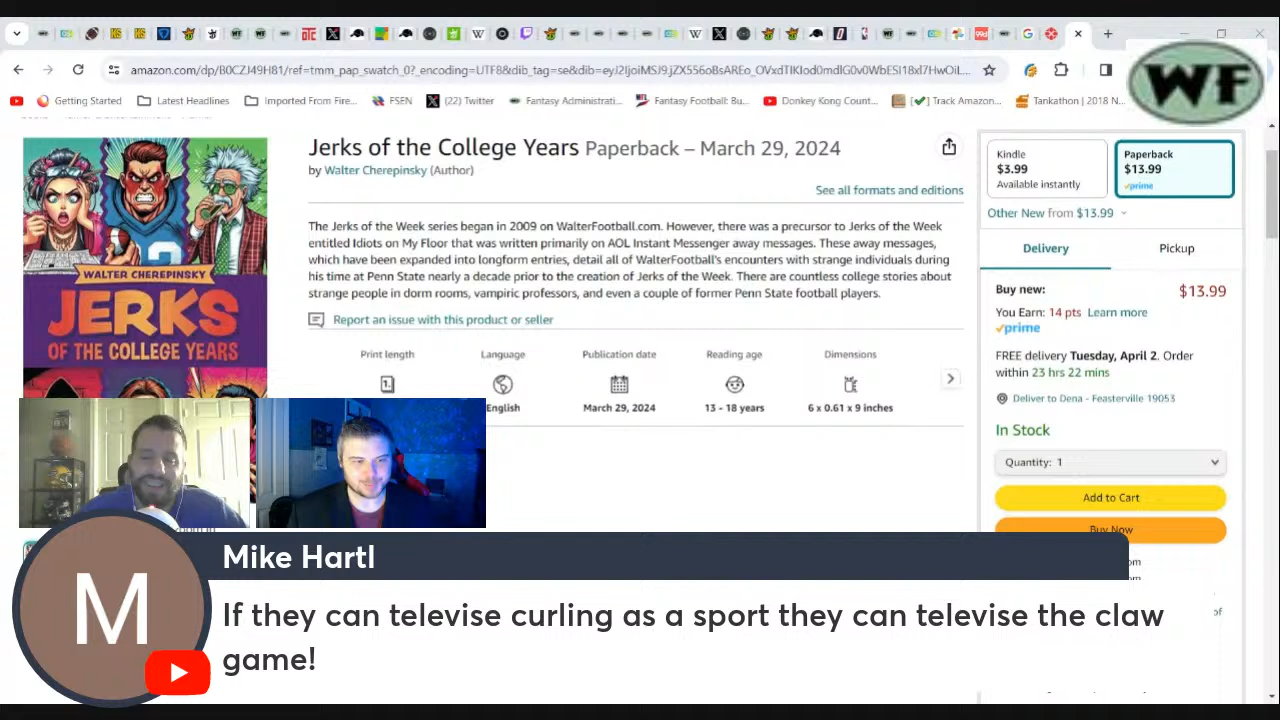 amazon.com/dp/B0CZJ49H81/ref=tmm_pap_swatch_0?_encoding=UTF8&dib_tag=se&dib=
WF
Getting Started
Latest Headlines
Imported From Fire...
FSEN
(22) Twitter
Fantasy Administrati...
Fantasy Football: Bu...
Donkey Kong Count...
Track Amazon...
Tankathon | 2018 N...
Jerks of the College Years Paperback – March 29, 2024
by Walter Cherepinsky (Author)
See all formats and editions
The Jerks of the Week series began in 2009 on WalterFootball.com. However, there was a precursor to Jerks of the Week
entitled Idiots on My Floor that was written primarily on AOL Instant Messenger away messages. These away messages,
which have been expanded into longform entries, detail all of WalterFootball's encounters with strange individuals during
his time at Penn State nearly a decade prior to the creation of Jerks of the Week. There are countless college stories about
strange people in dorm rooms, vampiric professors, and even a couple of former Penn State football players.
Report an issue with this product or seller
Print length
Language
Publication date
Reading age
Dimensions
English
March 29, 2024
13 - 18 years
6 x 0.61 x 9 inches
WALTER CHEREPINSKY
JERKS
OF THE COLLEGE YEARS
Kindle
$3.99
Available instantly
Paperback
$13.99
prime
Other New from $13.99
Delivery
Pickup
Buy new:
$13.99
You Earn: 14 pts Learn more
prime
FREE delivery Tuesday, April 2. Order
within 23 hrs 22 mins
Deliver to Dena - Feasterville 19053
In Stock
Quantity: 1
Add to Cart
Buy Now
om
om
of
M
Mike Hartl
If they can televise curling as a sport they can televise the claw
game!